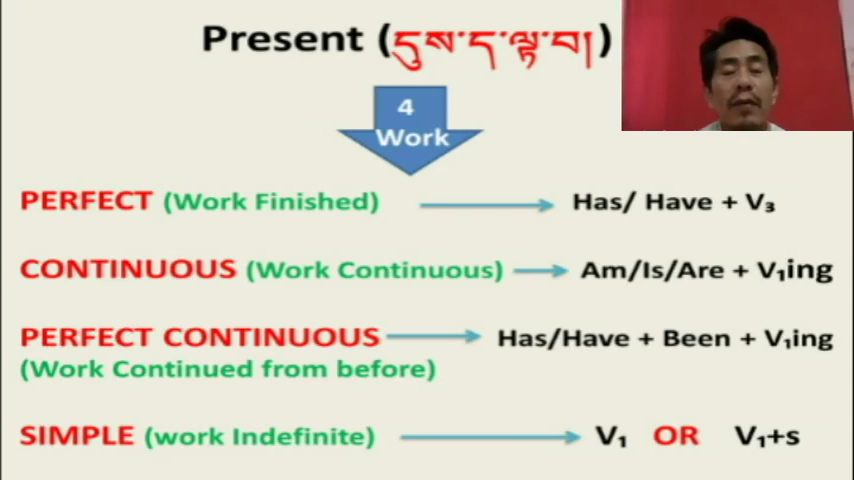 Present (དུས་ད་ལྟ་བ།)
4
Work
PERFECT (Work Finished) Has/ Have + V₃
CONTINUOUS (Work Continuous) Am/Is/Are + V₁ing
PERFECT CONTINUOUS Has/Have + Been + V₁ing
(Work Continued from before)
SIMPLE (work Indefinite) V₁ OR V₁+s